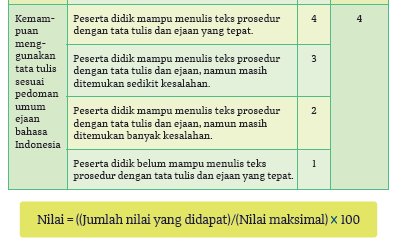 Kemam-
puan
meng-
gunakan
tata tulis
sesuai
pedoman
umum
ejaan
bahasa
Indonesia
Peserta didik mampu menulis teks prosedur
dengan tata tulis dan ejaan yang tepat.
4
4
Peserta didik mampu menulis teks prosedur
dengan tata tulis dan ejaan, namun masih
ditemukan sedikit kesalahan.
3
Peserta didik mampu menulis teks prosedur
dengan tata tulis dan ejaan, namun masih
ditemukan banyak kesalahan.
2
Peserta didik belum mampu menulis teks
prosedur dengan tata tulis dan ejaan yang tepat.
1
Nilai = ((Jumlah nilai yang didapat)/(Nilai maksimal) × 100